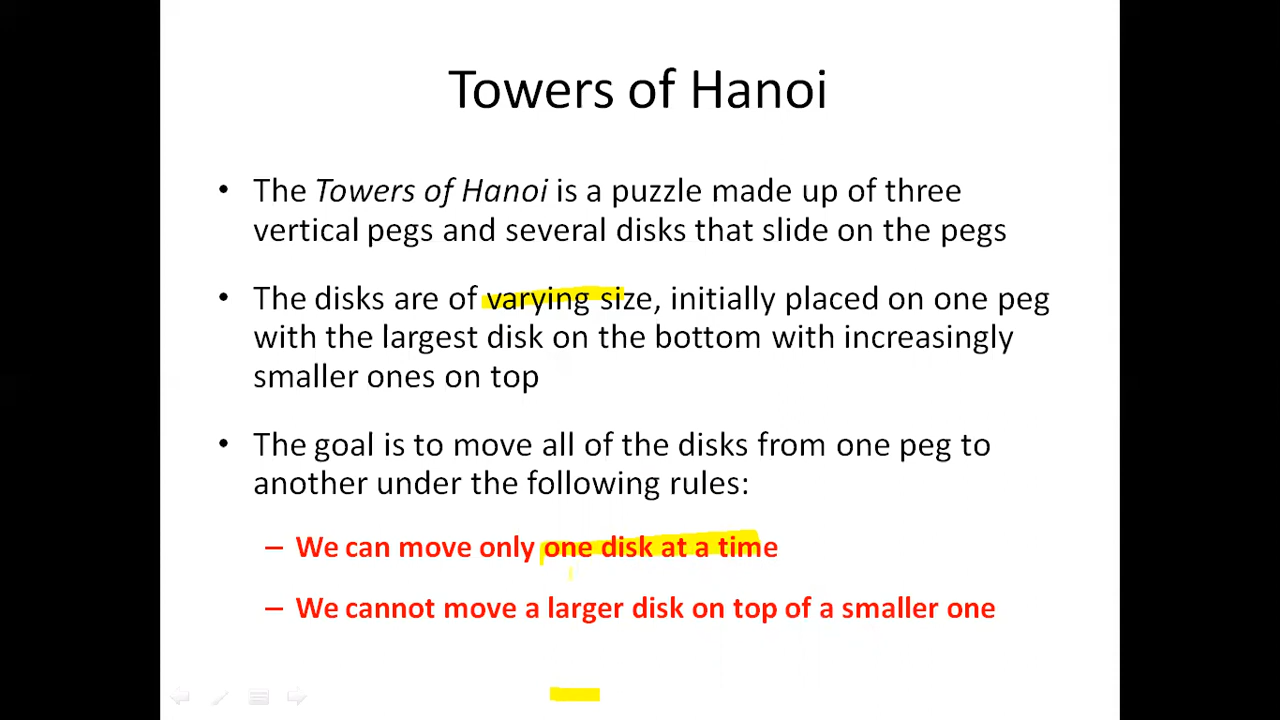 Towers of Hanoi
• The Towers of Hanoi is a puzzle made up of three
vertical pegs and several disks that slide on the pegs
• The disks are of varying size, initially placed on one peg
with the largest disk on the bottom with increasingly
smaller ones on top
• The goal is to move all of the disks from one peg to
another under the following rules:
– We can move only one disk at a time
– We cannot move a larger disk on top of a smaller one